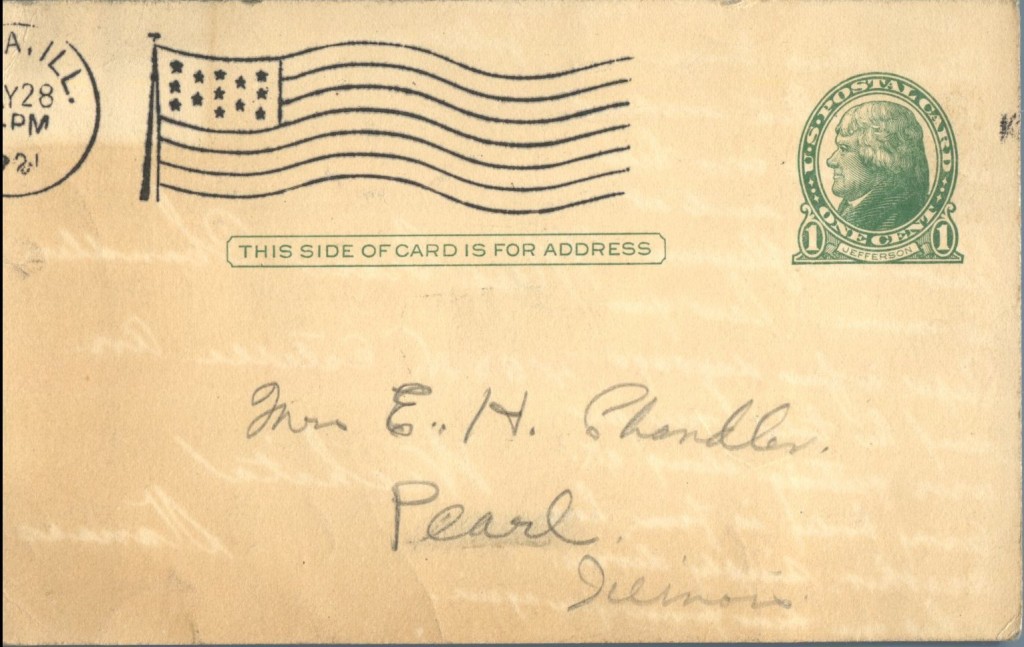 A, ILL.
Y28
PM
THIS SIDE OF CARD IS FOR ADDRESS
U.S. POSTAL CARD
ONE CENT
1 JEFFERSON 1
Mrs E. H. Chandler.
Pearl
Illinois